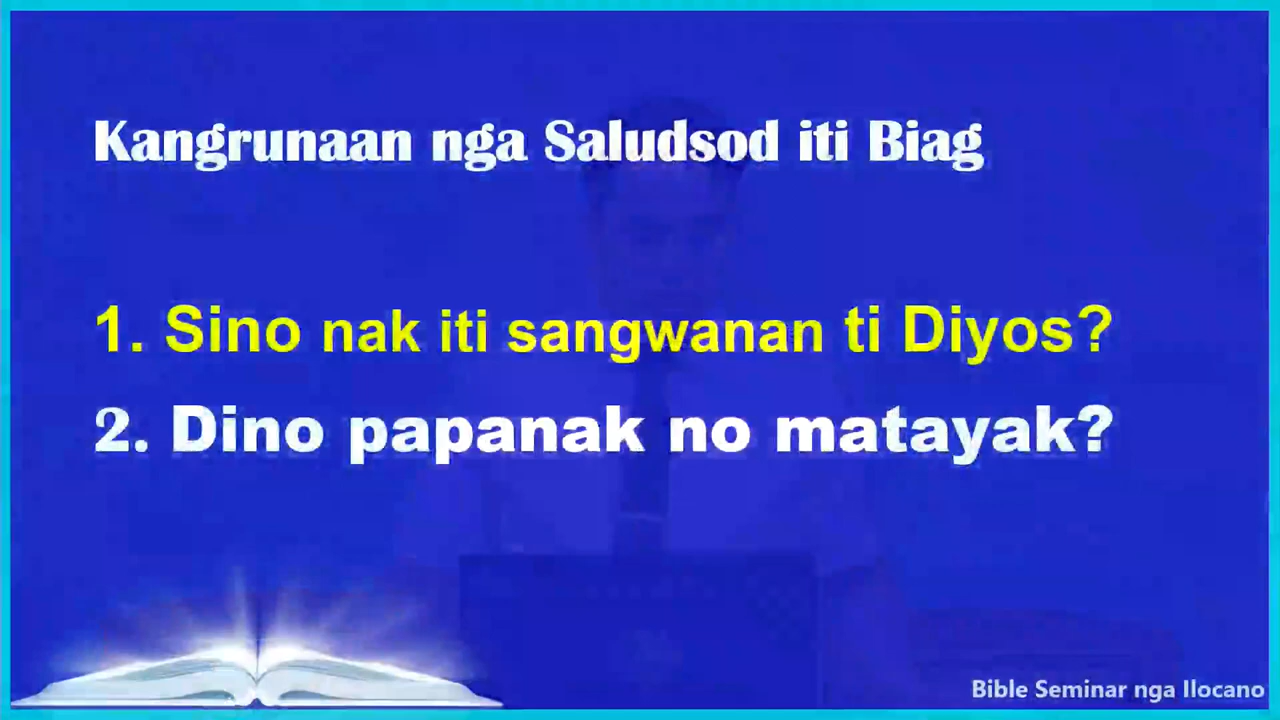 Kangrunaan nga Saludsod iti Biag
1. Sino nak iti sangwanan ti Diyos?
2. Dino papanak no matayak?
Bible Seminar nga Ilocano